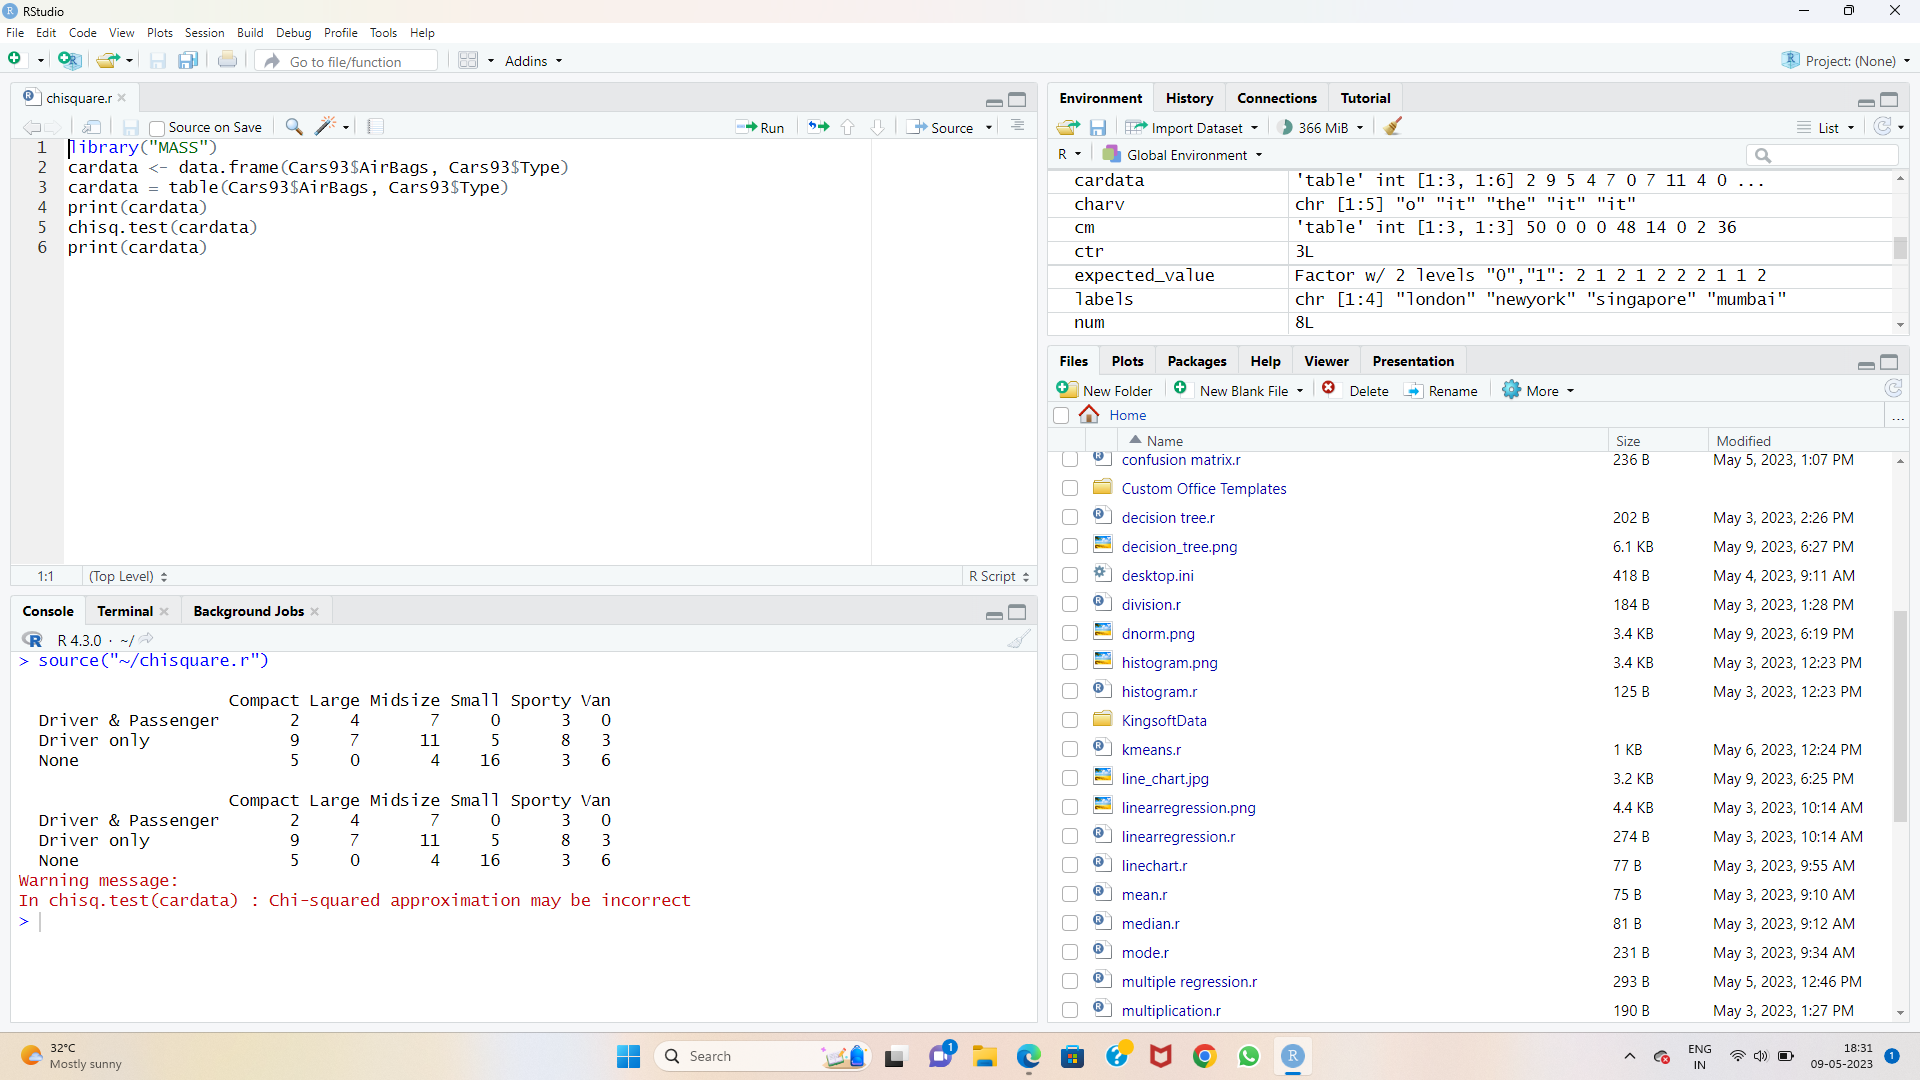 RStudio
File Edit Code View Plots Session Build Debug Profile Tools Help
Go to file/function Addins Project: (None)
chisquare.r
Source on Save Run Source
1 library("MASS")
2 cardata <- data.frame(Cars93$AirBags, Cars93$Type)
3 cardata = table(Cars93$AirBags, Cars93$Type)
4 print(cardata)
5 chisq.test(cardata)
6 print(cardata)
1:1 (Top Level) R Script
Console Terminal Background Jobs
R 4.3.0 · ~/
> source("~/chisquare.r")
Compact Large Midsize Small Sporty Van
Driver & Passenger 2 4 7 0 3 0
Driver only 9 7 11 5 8 3
None 5 0 4 16 3 6
Compact Large Midsize Small Sporty Van
Driver & Passenger 2 4 7 0 3 0
Driver only 9 7 11 5 8 3
None 5 0 4 16 3 6
Warning message:
In chisq.test(cardata) : Chi-squared approximation may be incorrect
>
Environment History Connections Tutorial
Import Dataset 366 MiB List
R Global Environment
cardata 'table' int [1:3, 1:6] 2 9 5 4 7 0 7 11 4 0 ...
charv chr [1:5] "o" "it" "the" "it" "it"
cm 'table' int [1:3, 1:3] 50 0 0 0 48 14 0 2 36
ctr 3L
expected_value Factor w/ 2 levels "0","1": 2 1 2 1 2 2 2 1 1 2
labels chr [1:4] "london" "newyork" "singapore" "mumbai"
num 8L
Files Plots Packages Help Viewer Presentation
New Folder New Blank File Delete Rename More
Home ...
Name Size Modified
confusion matrix.r 236 B May 5, 2023, 1:07 PM
Custom Office Templates
decision tree.r 202 B May 3, 2023, 2:26 PM
decision_tree.png 6.1 KB May 9, 2023, 6:27 PM
desktop.ini 418 B May 4, 2023, 9:11 AM
division.r 184 B May 3, 2023, 1:28 PM
dnorm.png 3.4 KB May 9, 2023, 6:19 PM
histogram.png 3.4 KB May 3, 2023, 12:23 PM
histogram.r 125 B May 3, 2023, 12:23 PM
KingsoftData
kmeans.r 1 KB May 6, 2023, 12:24 PM
line_chart.jpg 3.2 KB May 9, 2023, 6:25 PM
linearregression.png 4.4 KB May 3, 2023, 10:14 AM
linearregression.r 274 B May 3, 2023, 10:14 AM
linechart.r 77 B May 3, 2023, 9:55 AM
mean.r 75 B May 3, 2023, 9:10 AM
median.r 81 B May 3, 2023, 9:12 AM
mode.r 231 B May 3, 2023, 9:34 AM
multiple regression.r 293 B May 5, 2023, 12:46 PM
multiplication.r 190 B May 3, 2023, 1:27 PM
32°C
Mostly sunny
Search
1
ENG
IN
18:31
09-05-2023
1